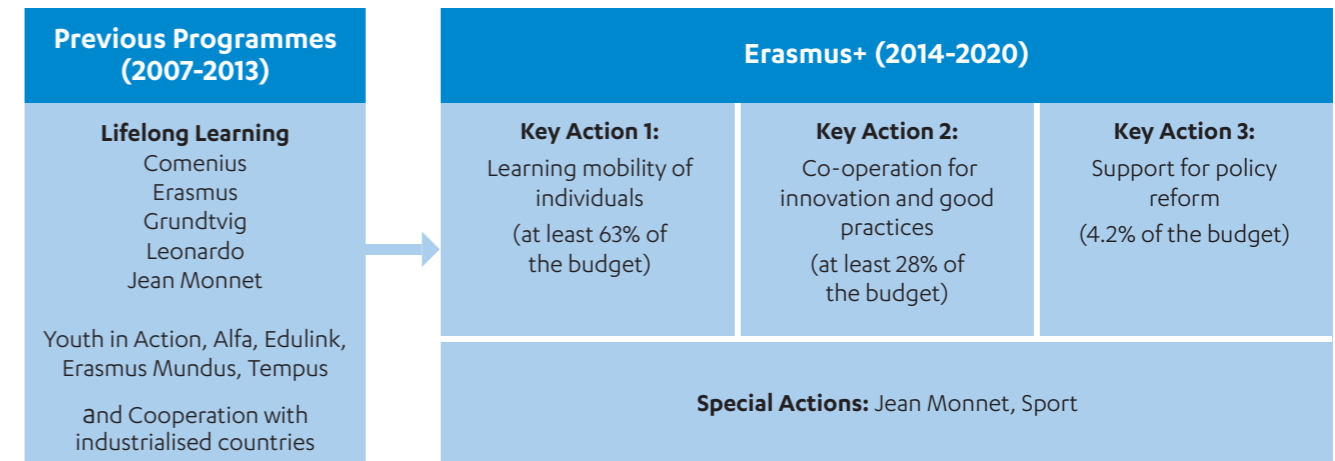 Previous Programmes
(2007-2013)
Lifelong Learning
Comenius
Erasmus
Grundtvig
Leonardo
Jean Monnet
Youth in Action, Alfa, Edulink,
Erasmus Mundus, Tempus
and Cooperation with
industrialised countries
Erasmus+ (2014-2020)
Key Action 1:
Learning mobility of
individuals
(at least 63% of
the budget)
Key Action 2:
Co-operation for
innovation and good
practices
(at least 28% of
the budget)
Key Action 3:
Support for policy
reform
(4.2% of the budget)
Special Actions: Jean Monnet, Sport